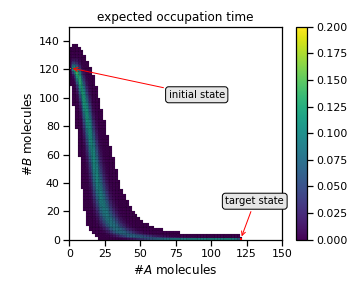 expected occupation time
#B molecules
140
120
100
80
60
40
20
0
initial state
target state
0 25 50 75 100 125 150
#A molecules
0.200
0.175
0.150
0.125
0.100
0.075
0.050
0.025
0.000